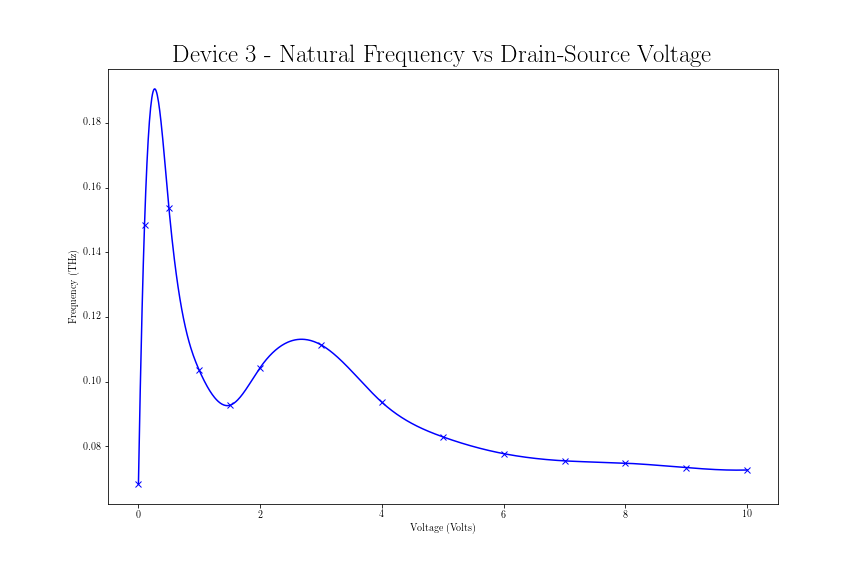 Device 3 - Natural Frequency vs Drain-Source Voltage
0.18
0.16
0.14
0.12
0.10
0.08
Frequency (THz)
0 2 4 6 8 10
Voltage (Volts)